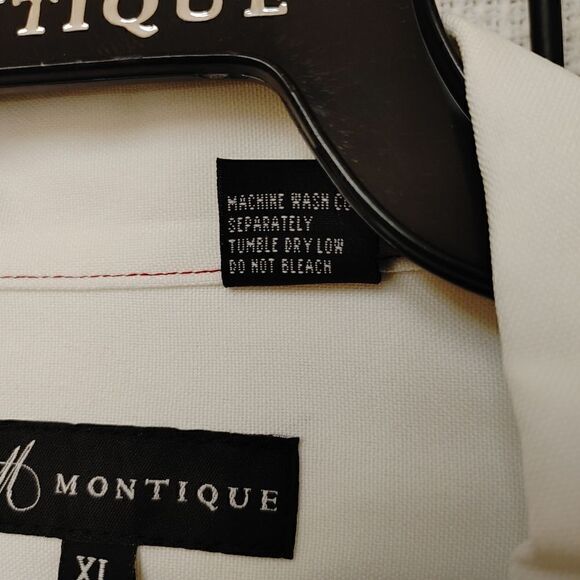 TIQUE
MACHINE WASH CO
SEPARATELY
TUMBLE DRY LOW
DO NOT BLEACH
M MONTIQUE
XL